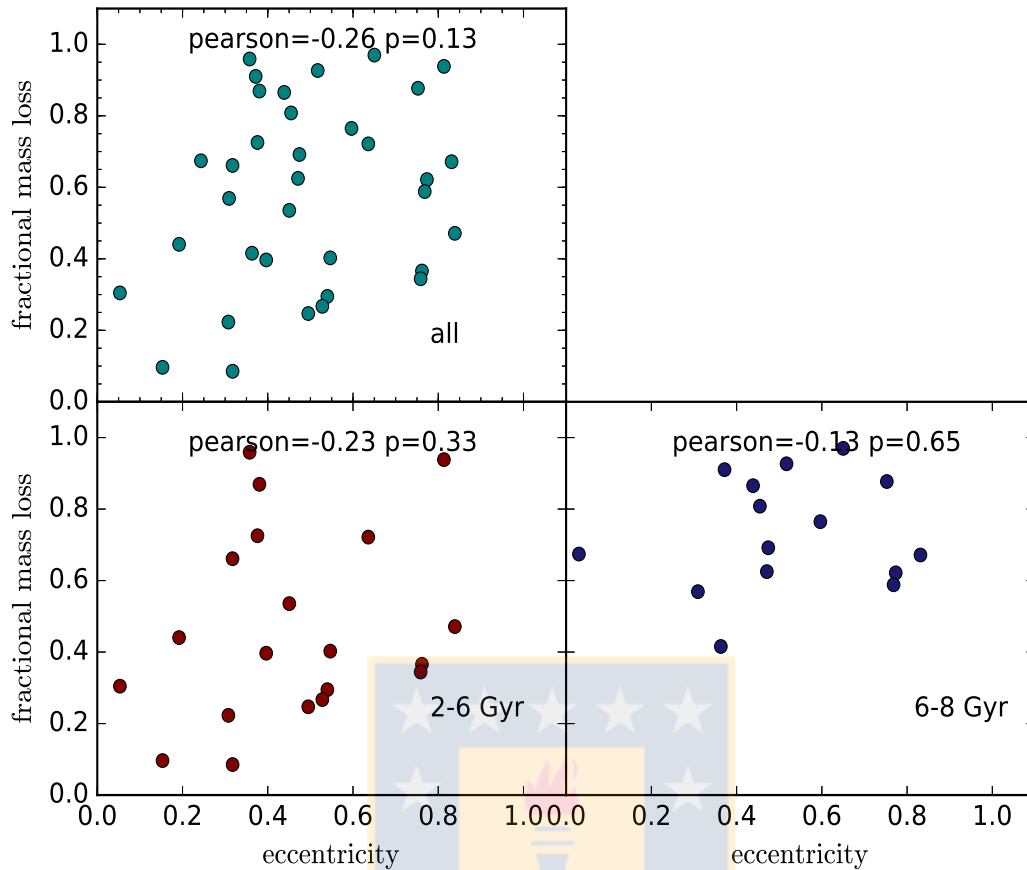 pearson=-0.26 p=0.13
1.0
0.8
0.6
0.4
0.2
0.0
fractional mass loss
all
pearson=-0.23 p=0.33
1.0
0.8
0.6
0.4
0.2
0.0
fractional mass loss
2-6 Gyr
0.0 0.2 0.4 0.6 0.8 1.0
eccentricity
pearson=-0.13 p=0.65
6-8 Gyr
0.2 0.4 0.6 0.8 1.0
eccentricity